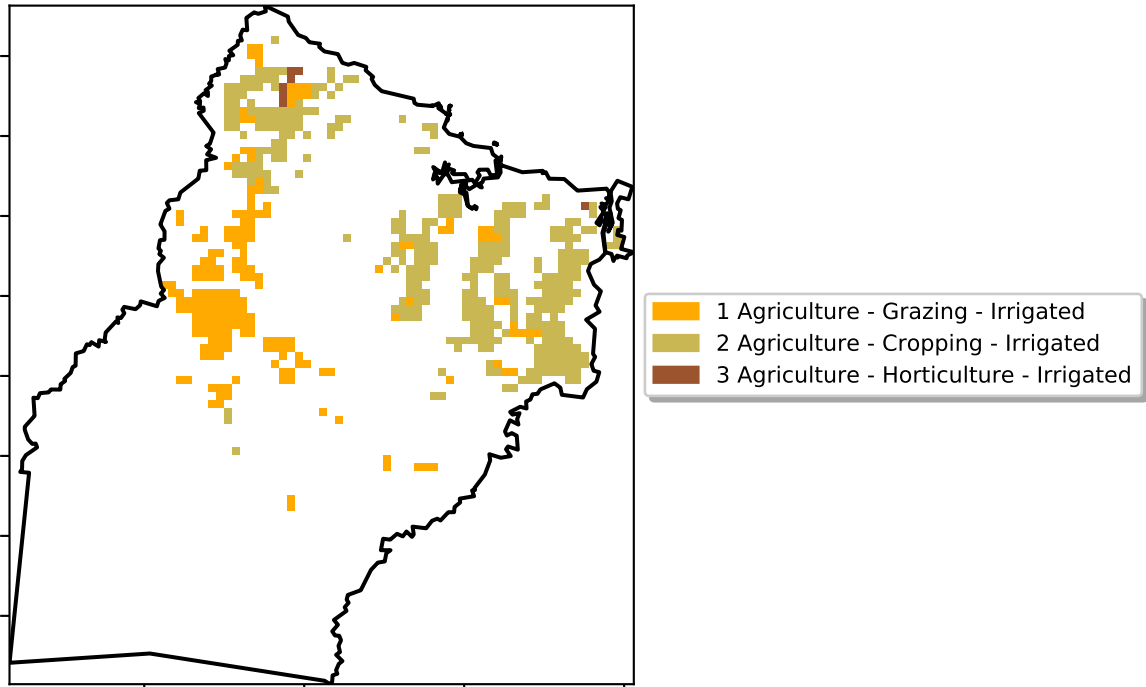 1 Agriculture - Grazing - Irrigated
2 Agriculture - Cropping - Irrigated
3 Agriculture - Horticulture - Irrigated